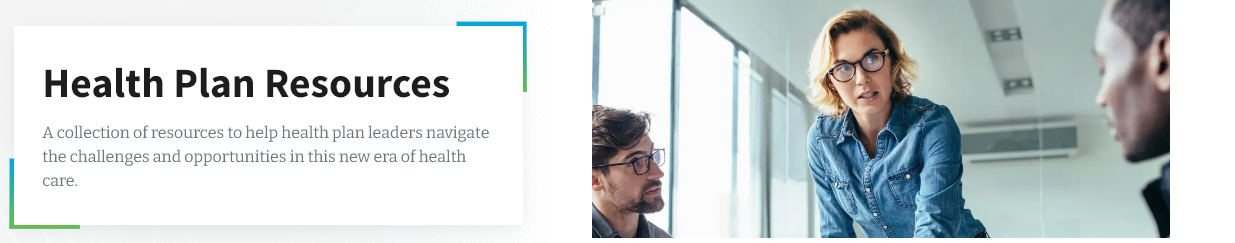 Health Plan Resources
A collection of resources to help health plan leaders navigate
the challenges and opportunities in this new era of health
care.